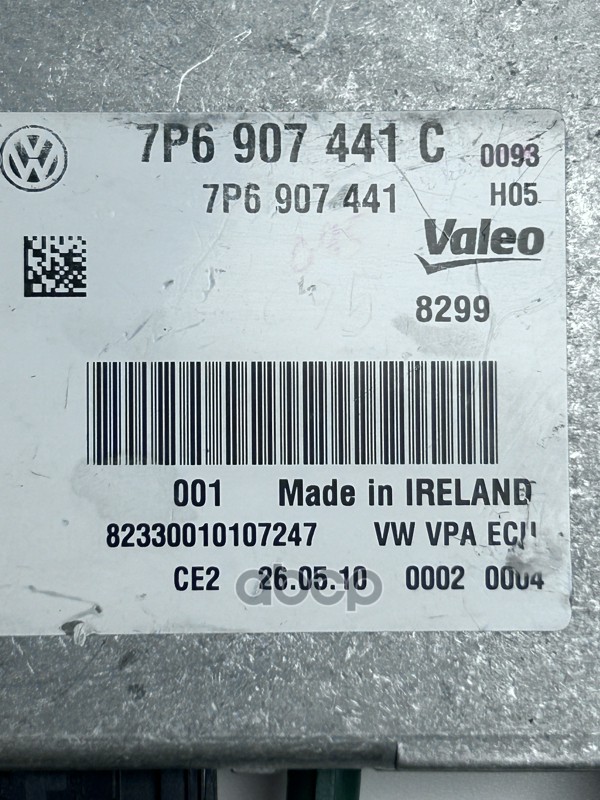 7P6 907 441 C 0093
7P6 907 441 H05
Valeo
8299
001 Made in IRELAND
82330010107247 VW VPA ECU
CE2 26.05.10 0002 0004